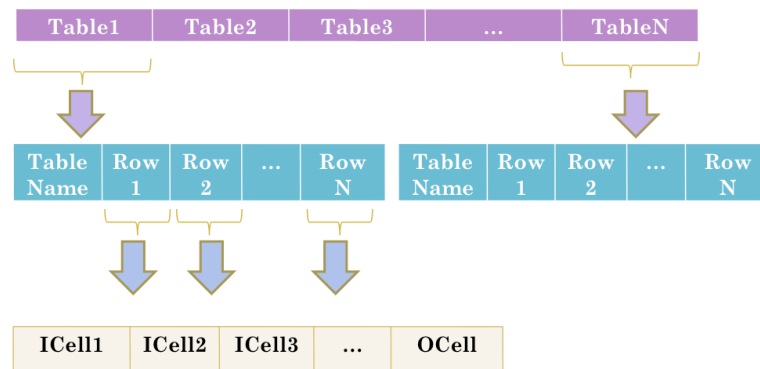 Table1 Table2 Table3 ... TableN
Table Row Row ... Row Table Row Row ... Row
Name 1 2 N Name 1 2 N
ICell1 ICell2 ICell3 ... OCell